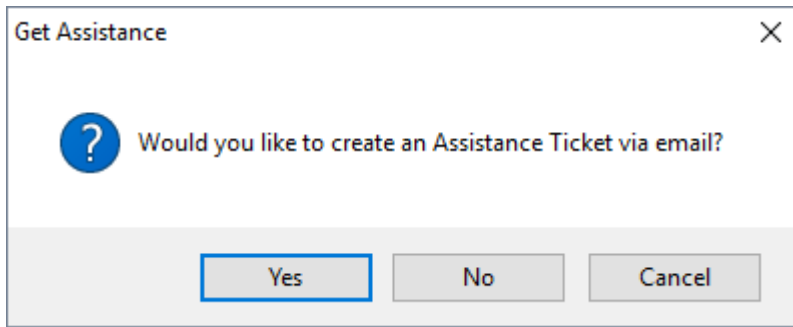 Get Assistance
Would you like to create an Assistance Ticket via email?
Yes No Cancel